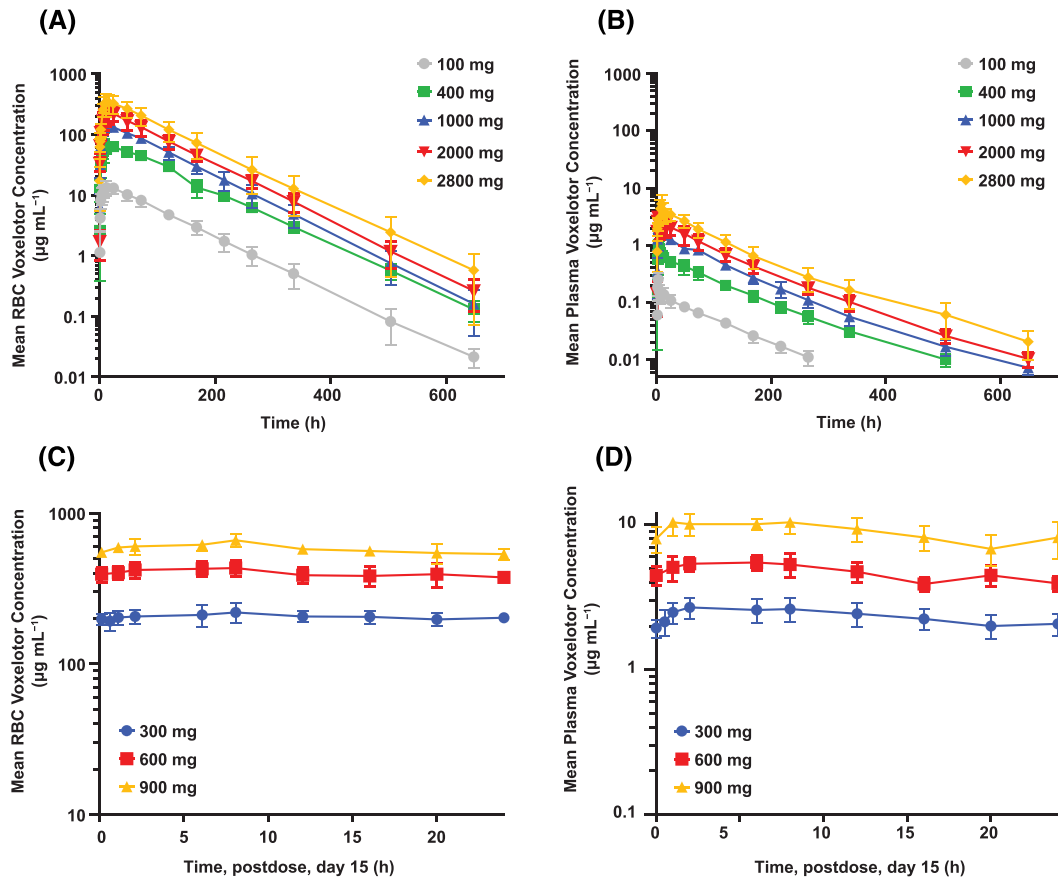 (A)
Mean RBC Voxelotor Concentration
(µg mL⁻¹)
1000
100
10
1
0.1
0.01
0
200
400
600
Time (h)
100 mg
400 mg
1000 mg
2000 mg
2800 mg
(B)
Mean Plasma Voxelotor Concentration
(µg mL⁻¹)
1000
100
10
1
0.1
0.01
0
200
400
600
Time (h)
100 mg
400 mg
1000 mg
2000 mg
2800 mg
(C)
Mean RBC Voxelotor Concentration
(µg mL⁻¹)
1000
100
10
0
5
10
15
20
Time, postdose, day 15 (h)
300 mg
600 mg
900 mg
(D)
Mean Plasma Voxelotor Concentration
(µg mL⁻¹)
10
1
0.1
0
5
10
15
20
Time, postdose, day 15 (h)
300 mg
600 mg
900 mg